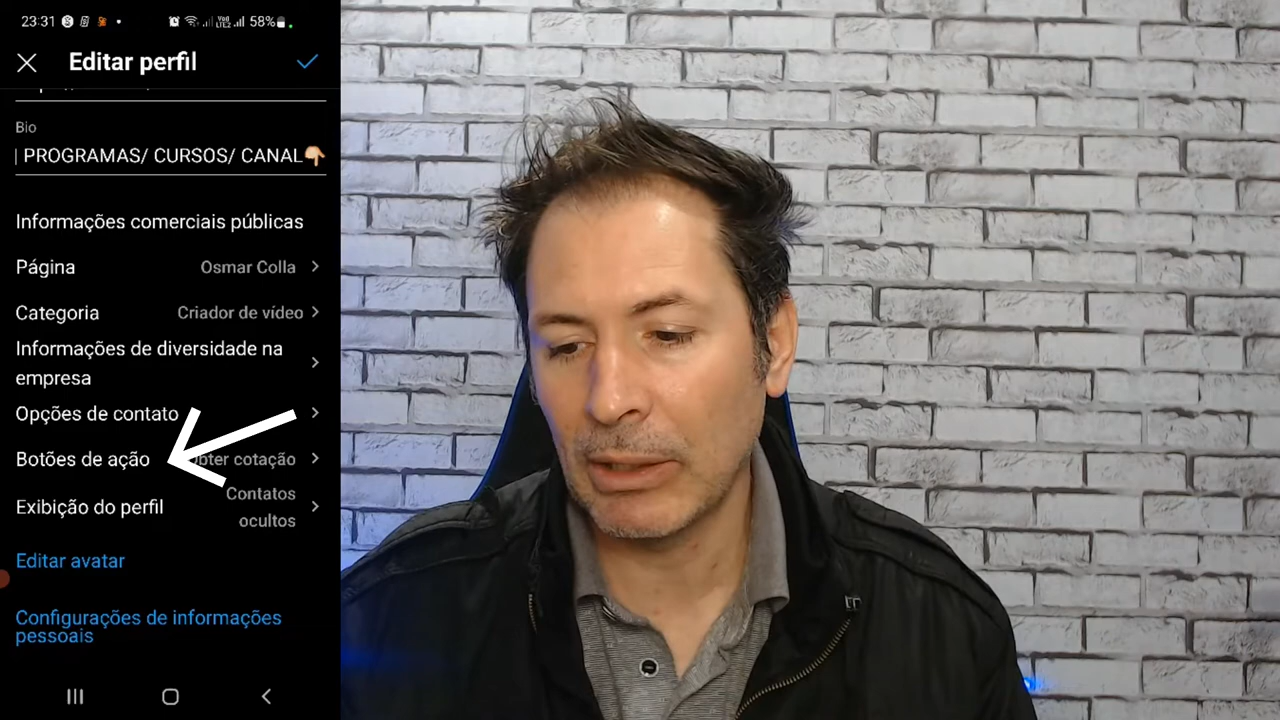 23:31
58%
Editar perfil
Bio
| PROGRAMAS/ CURSOS/ CANAL👇
Informações comerciais públicas
Página Osmar Colla
Categoria Criador de vídeo
Informações de diversidade na
empresa
Opções de contato
Botões de ação cotação
Exibição do perfil Contatos
ocultos
Editar avatar
Configurações de informações
pessoais